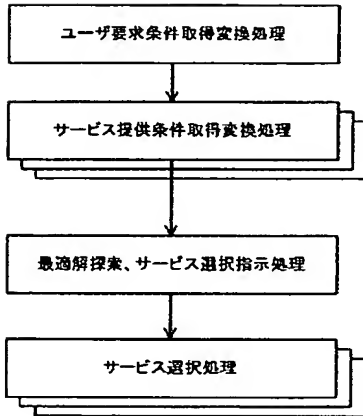 ユーザ要求条件取得変換処理
サービス提供条件取得変換処理
最適解探索、サービス選択指示処理
サービス選択処理